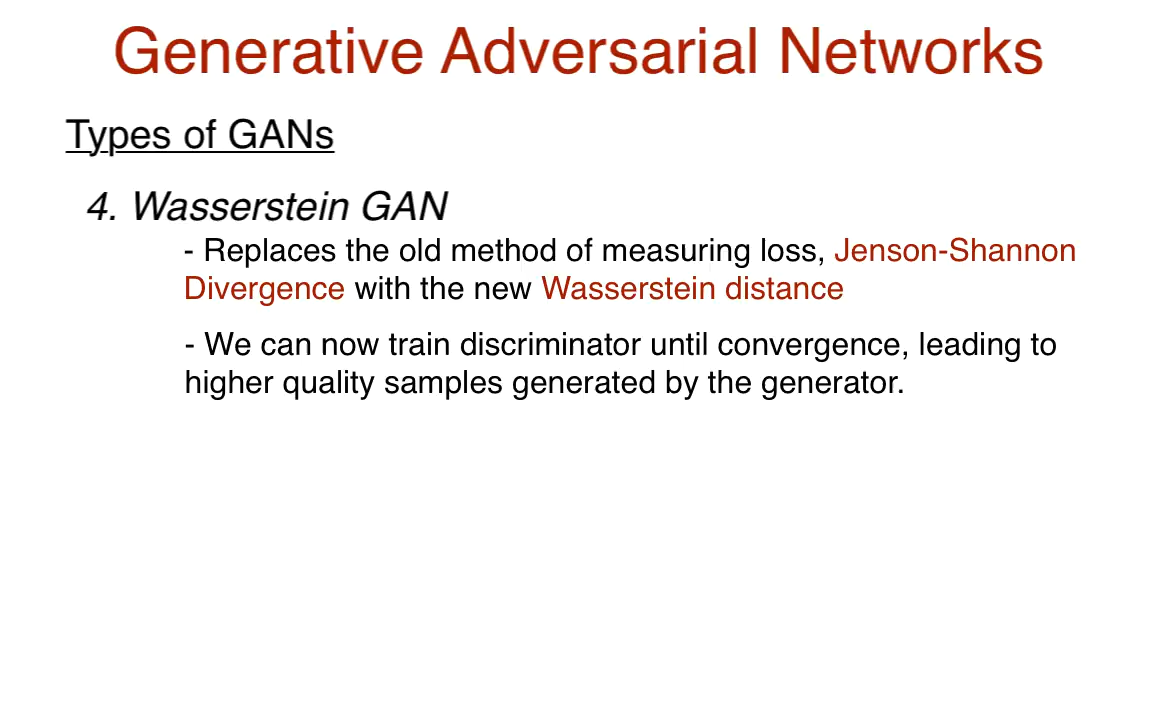 Generative Adversarial Networks
Types of GANs
4. Wasserstein GAN
- Replaces the old method of measuring loss, Jenson-Shannon
Divergence with the new Wasserstein distance
- We can now train discriminator until convergence, leading to
higher quality samples generated by the generator.